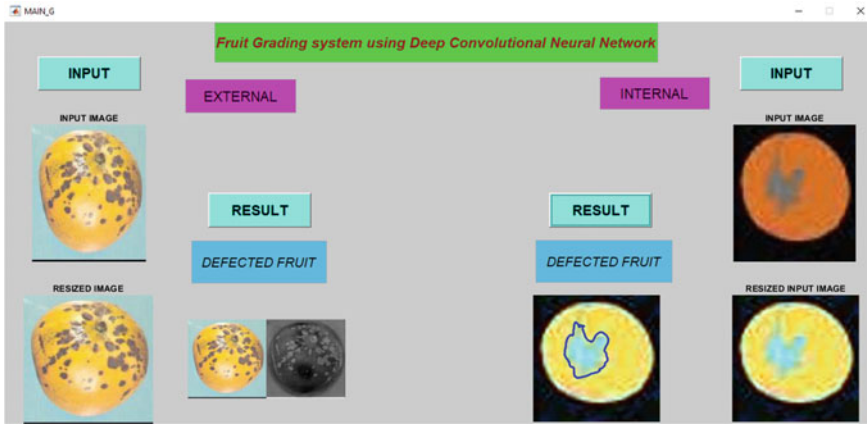 MAIN_G
Fruit Grading system using Deep Convolutional Neural Network
INPUT
INPUT
EXTERNAL
INTERNAL
INPUT IMAGE
INPUT IMAGE
RESULT
RESULT
DEFECTED FRUIT
DEFECTED FRUIT
RESIZED IMAGE
RESIZED INPUT IMAGE